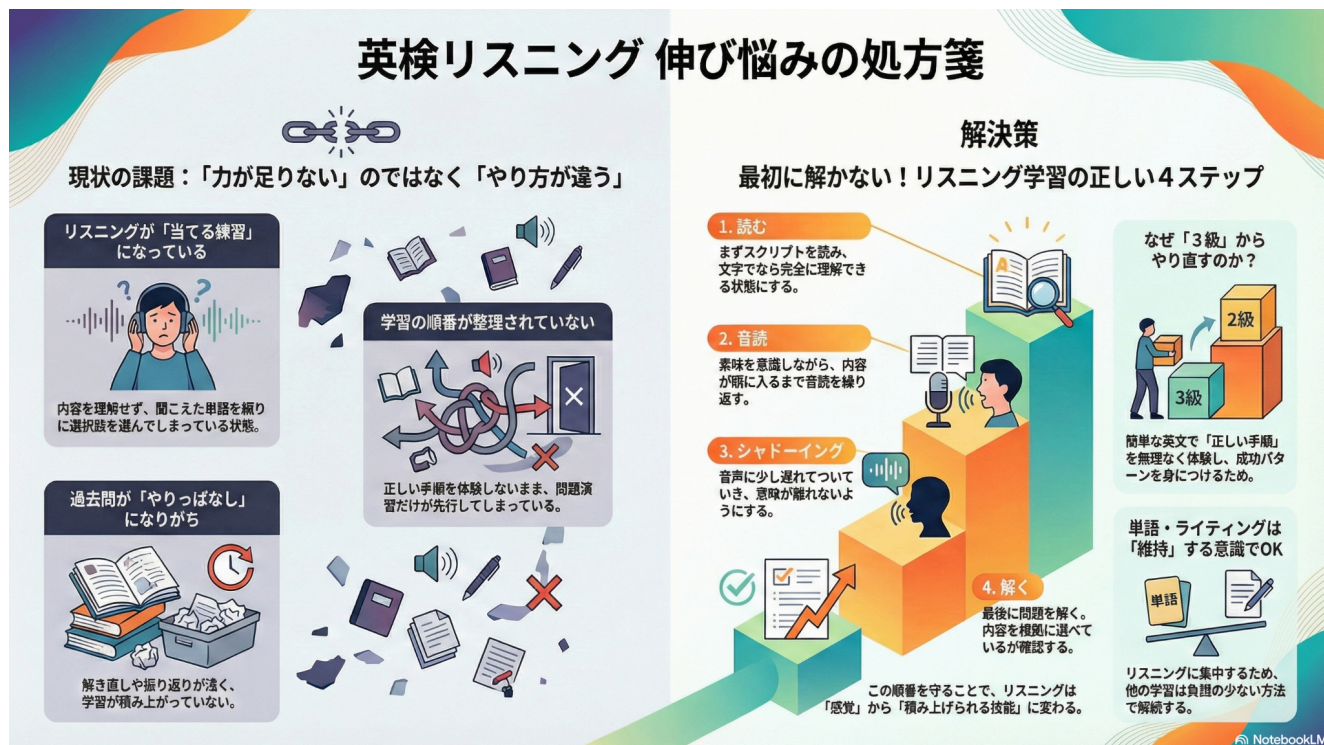 英検リスニング 伸び悩みの処方箋
現状の課題：「力が足りない」のではなく「やり方が違う」
リスニングが「当てる練習」
になっている
内容を理解せず、聞こえた単語を
に選択践を選んでしまっている状態。
学習の順番が整理されていない
正しい手順を体験しないまま、問題演
習だけが先行してしまっている。
過去問が「やりっぱなし」
になりがち
解き直しや振り返りが
学習が積み上がっていない。
解決策
最初に解かない！リスニング学習の正しい4ステップ
1. 読む
まずスクリプトを読み、
文字でなら完全に理解でき
る状態にする。
2. 音読
素味を意識しながら、内容
が に入るまで音読を繰り
返す。
3. シャドーイング
音声に少し遅れてついて
いき、意味が離れないよ
うにする。
4. 解く
最後に問題を解く。
内容を根拠に選べて
いるが確認する。
この順番を守ることで、リスニングは
「感覚」から「積み上げられる技能」に変わる。
なぜ「3級」から
やり直すのか？
2級
3級
簡単な英文で「正しい手順」
を無理なく体験し、成功パタ
ーンを身につけるため。
単語・ライティングは
「維持」する意識でOK
単語
リスニングに集中するため、
他の学習は負證の少ない方法
で解続する。
NotebookLM
A